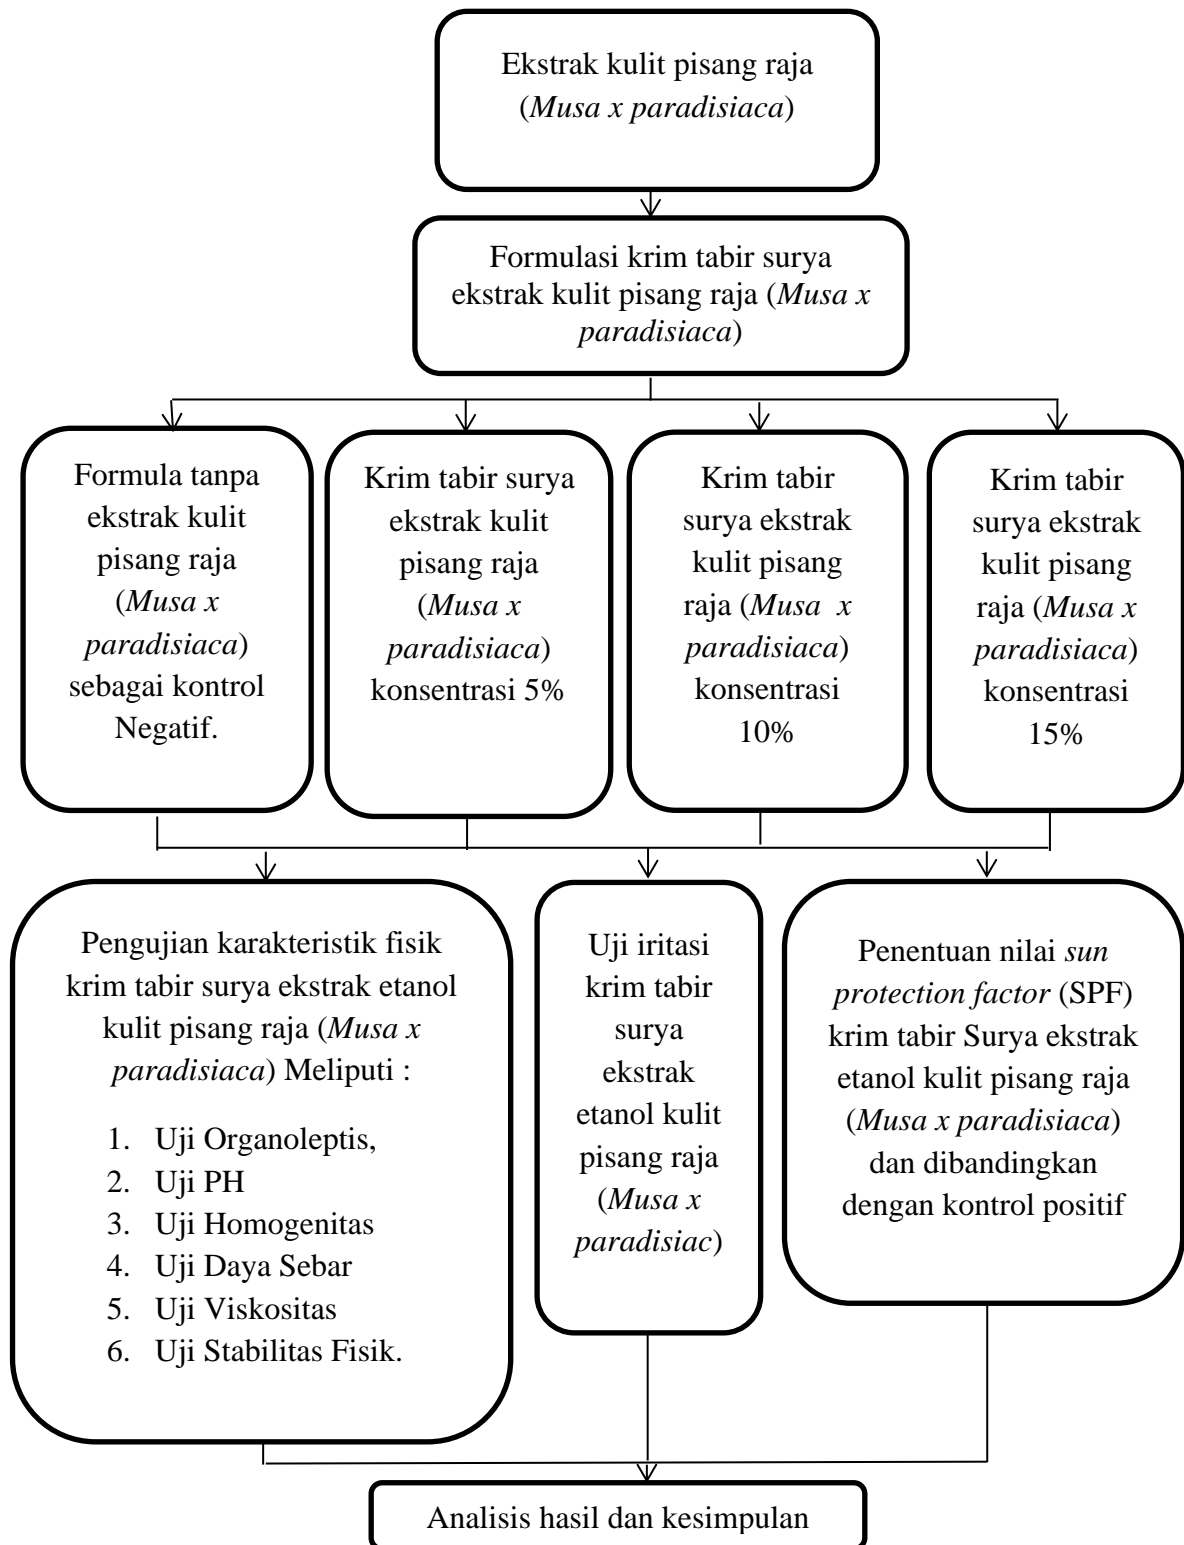 Ekstrak kulit pisang raja
(Musa x paradisiaca)
Formulasi krim tabir surya
ekstrak kulit pisang raja (Musa x
paradisiaca)
Formula tanpa
ekstrak kulit
pisang raja
(Musa x
paradisiaca)
sebagai kontrol
Negatif.
Krim tabir surya
ekstrak kulit
pisang raja
(Musa x
paradisiaca)
konsentrasi 5%
Krim tabir
surya ekstrak
kulit pisang
raja (Musa x
paradisiaca)
konsentrasi
10%
Krim tabir
surya ekstrak
kulit pisang
raja (Musa x
paradisiaca)
konsentrasi
15%
Pengujian karakteristik fisik
krim tabir surya ekstrak etanol
kulit pisang raja (Musa x
paradisiaca) Meliputi :
1. Uji Organoleptis,
2. Uji PH
3. Uji Homogenitas
4. Uji Daya Sebar
5. Uji Viskositas
6. Uji Stabilitas Fisik.
Uji iritasi
krim tabir
surya
ekstrak
etanol kulit
pisang raja
(Musa x
paradisiac)
Penentuan nilai sun
protection factor (SPF)
krim tabir Surya ekstrak
etanol kulit pisang raja
(Musa x paradisiaca)
dan dibandingkan
dengan kontrol positif
Analisis hasil dan kesimpulan